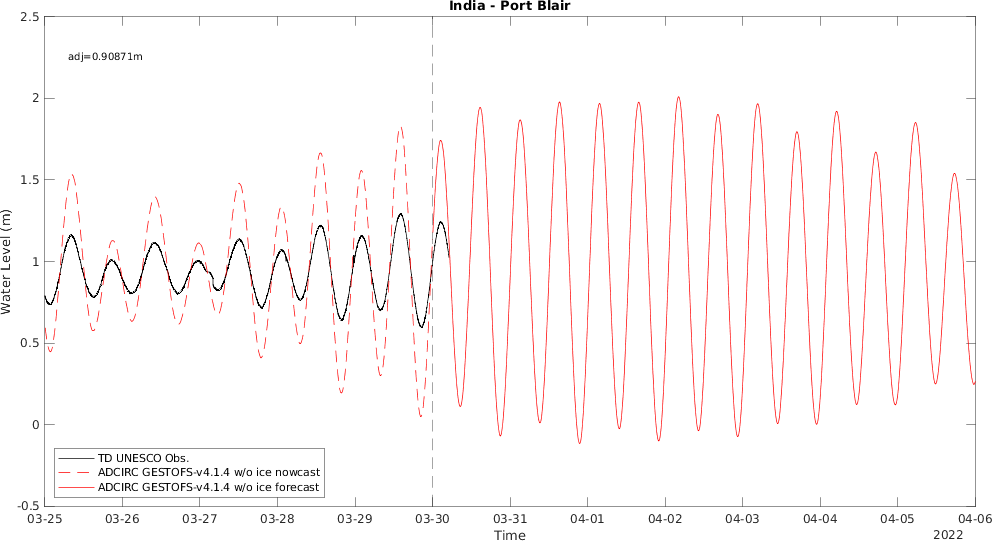 India - Port Blair
2.5
2
1.5
1
0.5
0
-0.5
Water Level (m)
adj=0.90871m
TD UNESCO Obs.
ADCIRC GESTOFS-v4.1.4 w/o ice nowcast
ADCIRC GESTOFS-v4.1.4 w/o ice forecast
03-25 03-26 03-27 03-28 03-29 03-30 03-31 04-01 04-02 04-03 04-04 04-05 04-06
Time
2022